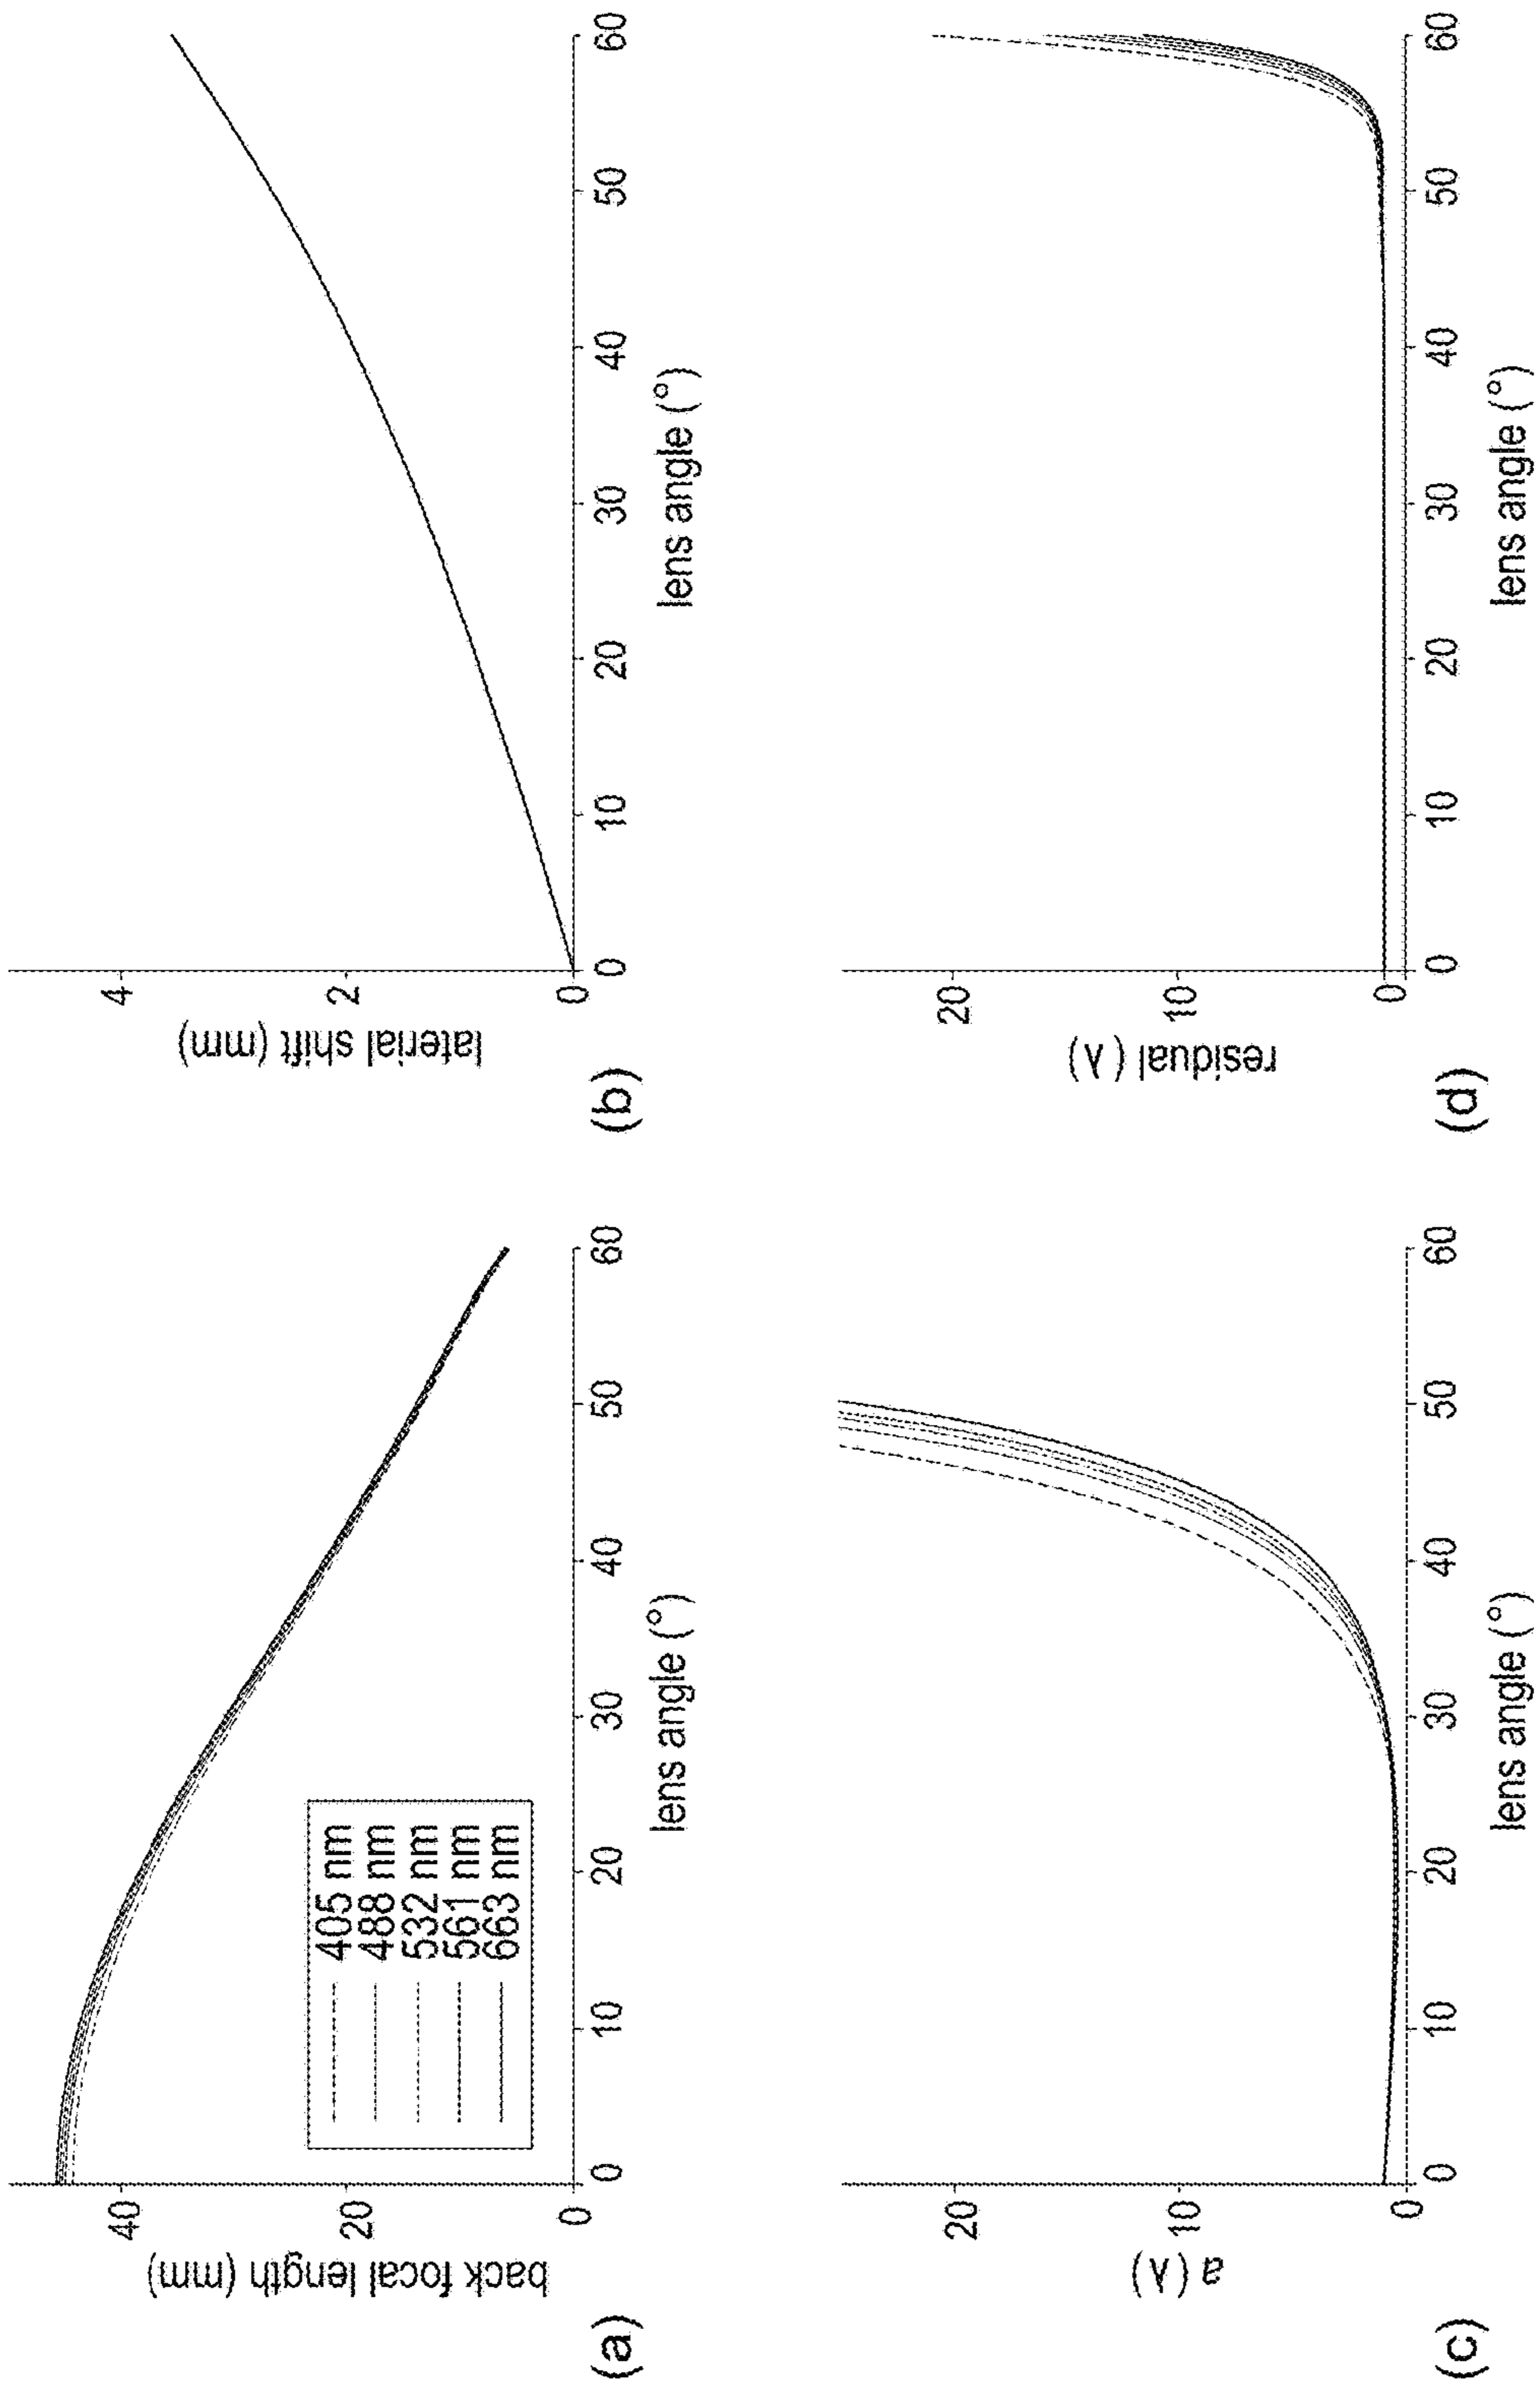 (a)
back focal length (mm)
40
20
0
405 nm
488 nm
532 nm
561 nm
663 nm
0 10 20 30 40 50 60
lens angle (°)
(b)
laterial shift (mm)
4
2
0
0 10 20 30 40 50 60
lens angle (°)
(c)
a (λ)
20
10
0
0 10 20 30 40 50 60
lens angle (°)
(d)
residual (λ)
20
10
0
0 10 20 30 40 50 60
lens angle (°)